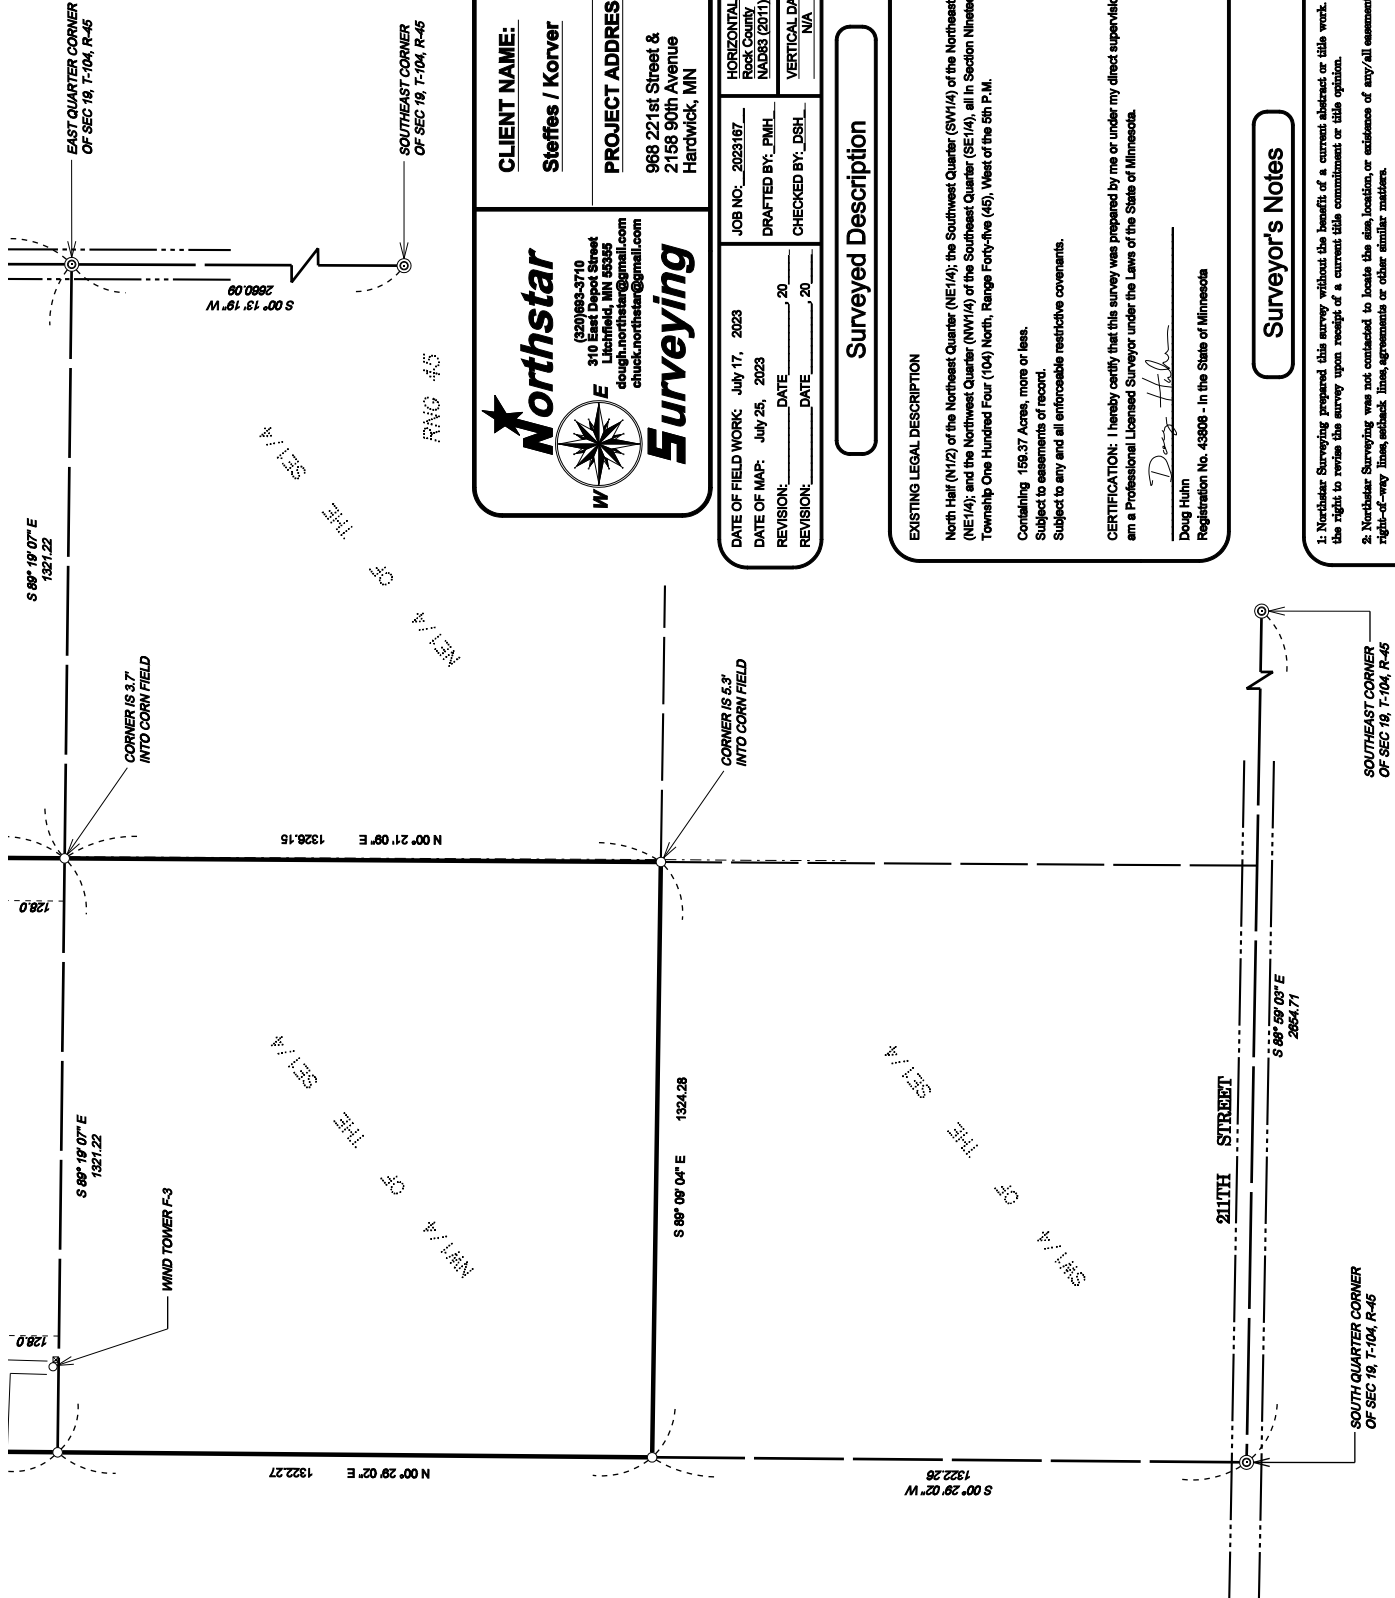 EAST QUARTER CORNER
OF SEC 19, T-104, R-45
SOUTHEAST CORNER
OF SEC 19, T-104, R-45
S 00° 13' 19" W
2660.09
S 89° 19' 07" E
1321.22
RNG 45
NE1/4 OF THE SE1/4
CORNER IS 3.7'
INTO CORN FIELD
CORNER IS 5.3'
INTO CORN FIELD
N 00° 21' 09" E 1326.15
128.0
S 89° 19' 07" E
1321.22
WIND TOWER F-3
128.0
NW1/4 OF THE SE1/4
S 89° 09' 04" E 1324.28
N 00° 29' 02" E 1322.27
SW1/4 OF THE SE1/4
S 00° 29' 02" W
1322.26
211TH STREET
S 88° 59' 03" E
2654.71
SOUTH QUARTER CORNER
OF SEC 19, T-104, R-45
SOUTHEAST CORNER
OF SEC 19, T-104, R-45
Northstar
(320)693-3710
310 East Depot Street
Litchfield, MN 55355
dough.northstar@gmail.com
chuck.northstar@gmail.com
W E
Surveying
CLIENT NAME:
Steffes / Korver
PROJECT ADDRES
968 221st Street &
2158 90th Avenue
Hardwick, MN
DATE OF FIELD WORK: July 17, 2023
DATE OF MAP: July 25, 2023
REVISION: DATE , 20
REVISION: DATE , 20
JOB NO: 2023167
DRAFTED BY: PMH
CHECKED BY: DSH
HORIZONTAL
Rock County
NAD83 (2011)
VERTICAL DA
N/A
Surveyed Description
EXISTING LEGAL DESCRIPTION
North Half (N1/2) of the Northeast Quarter (NE1/4); the Southwest Quarter (SW1/4) of the Northeast
(NE1/4); and the Northwest Quarter (NW1/4) of the Southeast Quarter (SE1/4), all in Section Ninetee
Township One Hundred Four (104) North, Range Forty-five (45), West of the 5th P.M.
Containing 159.37 Acres, more or less.
Subject to easements of record.
Subject to any and all enforceable restrictive covenants.
CERTIFICATION: I hereby certify that this survey was prepared by me or under my direct supervisi
am a Professional Licensed Surveyor under the Laws of the State of Minnesota.
Doug Huhn
Doug Huhn
Registration No. 43808 - in the State of Minnesota
Surveyor's Notes
1: Northstar Surveying prepared this survey without the benefit of a current abstract or title work.
the right to revise the survey upon receipt of a current title commitment or title opinion.
2: Northstar Surveying was not contacted to locate the size, location, or existence of any/all easement
right-of-way lines, setback lines, agreements or other similar matters.